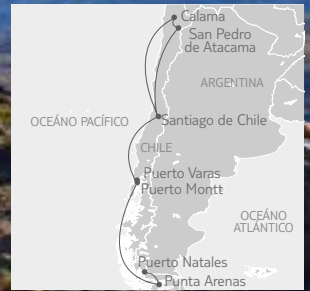 Calama
San Pedro
de Atacama
ARGENTINA
OCEÁNO PACÍFICO
Santiago de Chile
CHILE
Puerto Varas
Puerto Montt
OCEÁNO
ATLÁNTICO
Puerto Natales
Punta Arenas